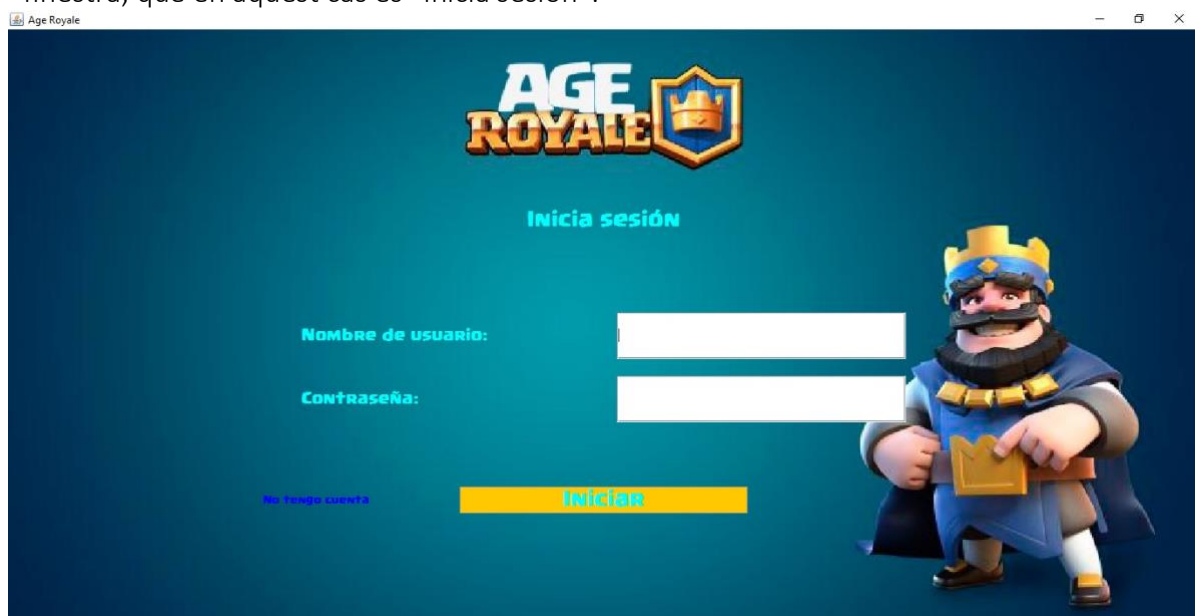 finestra, que en aquest cas és "Inicia sesión".
Age Royale
AGE
ROYALE
Inicia sesión
Nombre de usuario:
Contraseña:
No tengo cuenta
Iniciar